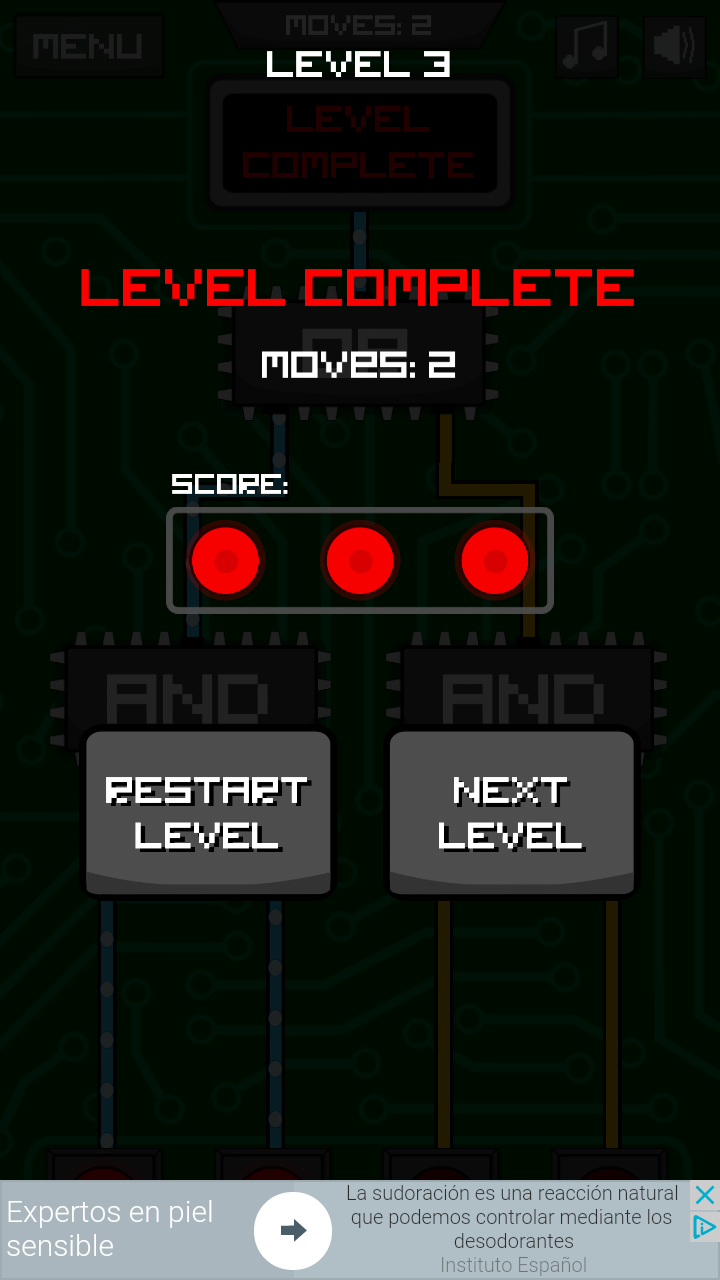 MOVES: 2
MENU
LEVEL 3
LEVEL
COMPLETE
LEVEL COMPLETE
OR
MOVES: 2
SCORE:
AND AND
RESTART
LEVEL
NEXT
LEVEL
Expertos en piel
sensible
La sudoración es una reacción natural
que podemos controlar mediante los
desodorantes
Instituto Español